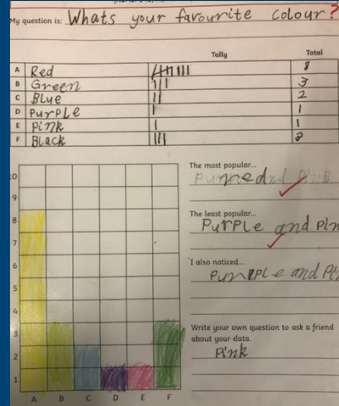 My question is: Whats your favourite colour?
Tally Total
A Red 8
B Green 3
C Blue 2
D PurPLe 1
E Pink 1
F BLack
The most popular...
The least popular...
PurPLe and Pin
I also noticed...
Write your own question to ask a friend
about your data.
Pink
10
9
8
7
6
5
4
3
2
1
A B C D E F